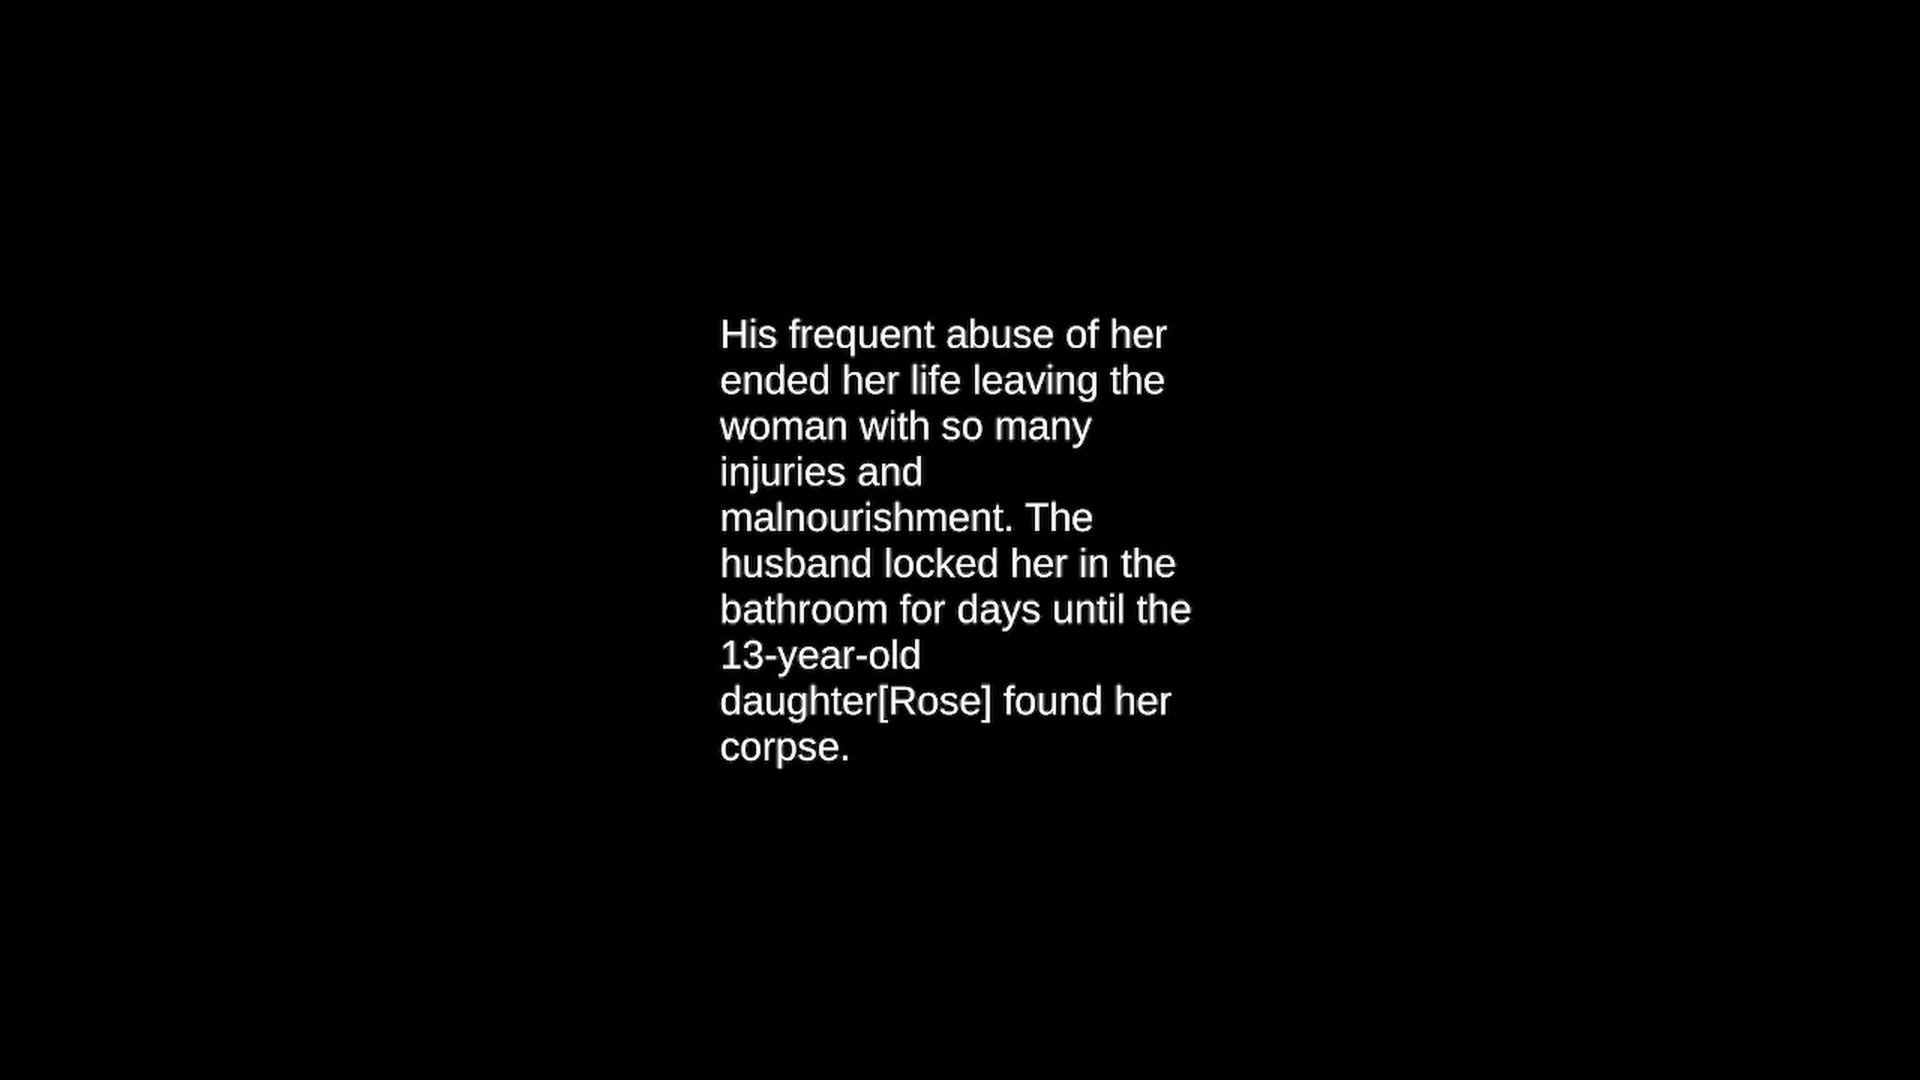 His frequent abuse of her
ended her life leaving the
woman with so many
injuries and
malnourishment. The
husband locked her in the
bathroom for days until the
13-year-old
daughter[Rose] found her
corpse.